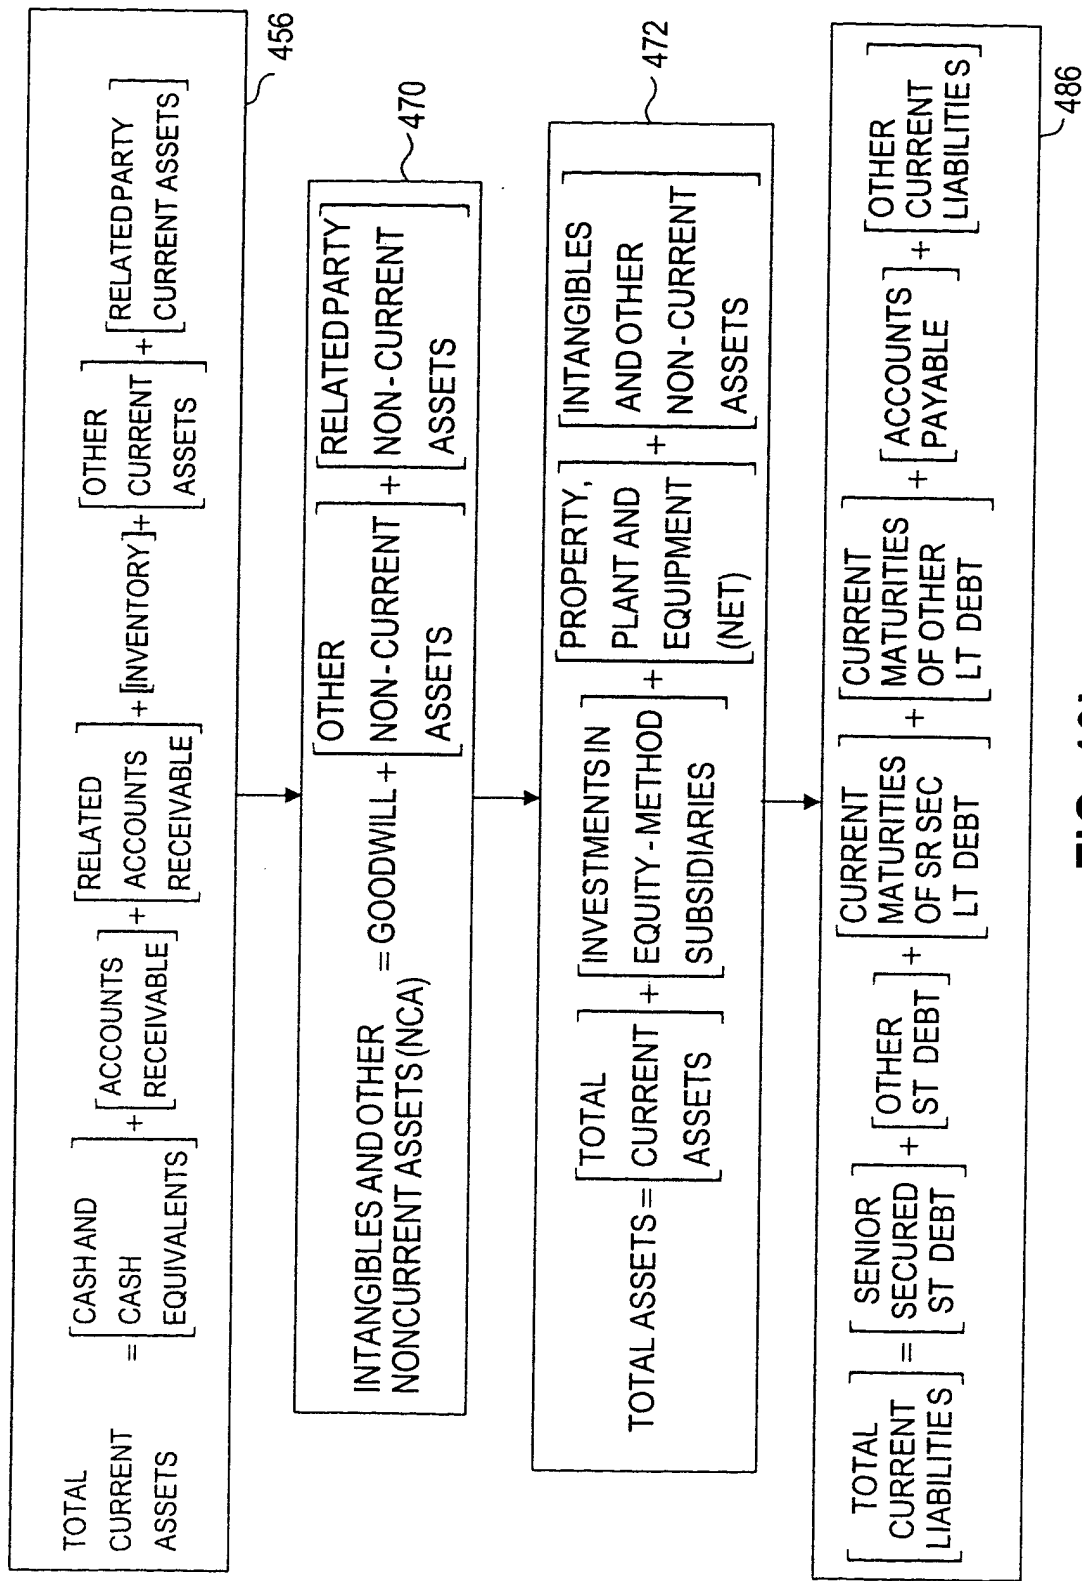 TOTAL CURRENT ASSETS = [CASH AND CASH EQUIVALENTS] + [ACCOUNTS RECEIVABLE] + [RELATED ACCOUNTS RECEIVABLE] + [INVENTORY] + [OTHER CURRENT ASSETS] + [RELATED PARTY CURRENT ASSETS]
456
INTANGIBLES AND OTHER NONCURRENT ASSETS (NCA) = GOODWILL + [OTHER NON-CURRENT ASSETS] + [RELATED PARTY NON-CURRENT ASSETS]
470
TOTAL ASSETS = [TOTAL CURRENT ASSETS] + [INVESTMENTS IN EQUITY-METHOD SUBSIDIARIES] + [PROPERTY, PLANT AND EQUIPMENT (NET)] + [INTANGIBLES AND OTHER NON-CURRENT ASSETS]
472
[TOTAL CURRENT LIABILITIES] = [SENIOR SECURED ST DEBT] + [OTHER ST DEBT] + [CURRENT MATURITIES OF SR SEC LT DEBT] + [CURRENT MATURITIES OF OTHER LT DEBT] + [ACCOUNTS PAYABLE] + [OTHER CURRENT LIABILITIES]
486